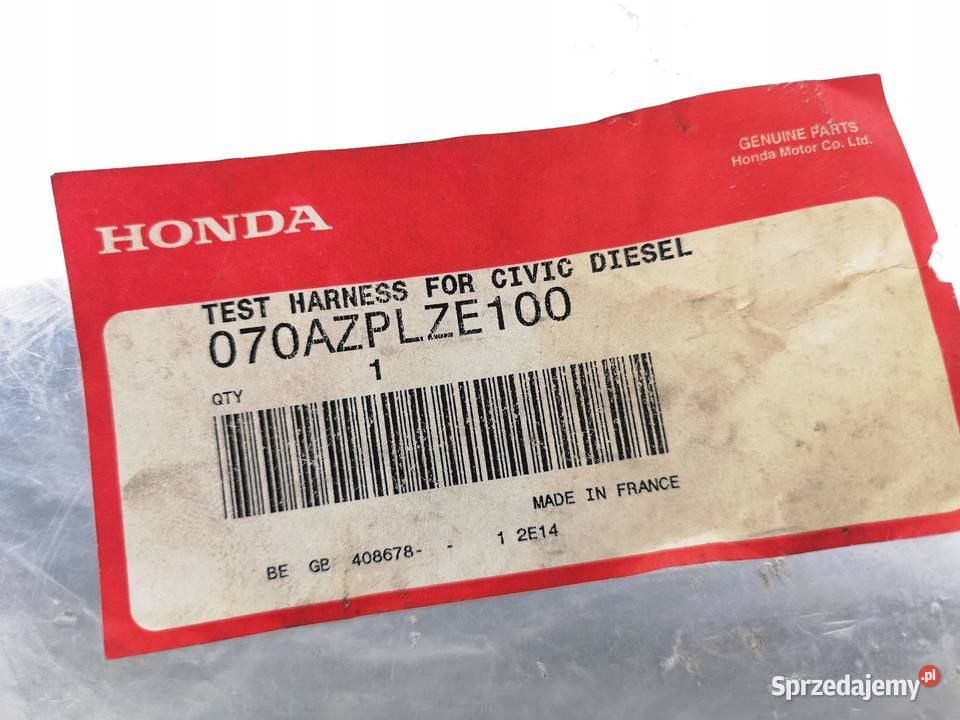 GENUINE PARTS
Honda Motor Co. Ltd.
HONDA
TEST HARNESS FOR CIVIC DIESEL
070AZPLZE100
QTY 1
MADE IN FRANCE
BE GB 408678- - 1 2E14
Sprzedajemy.pl